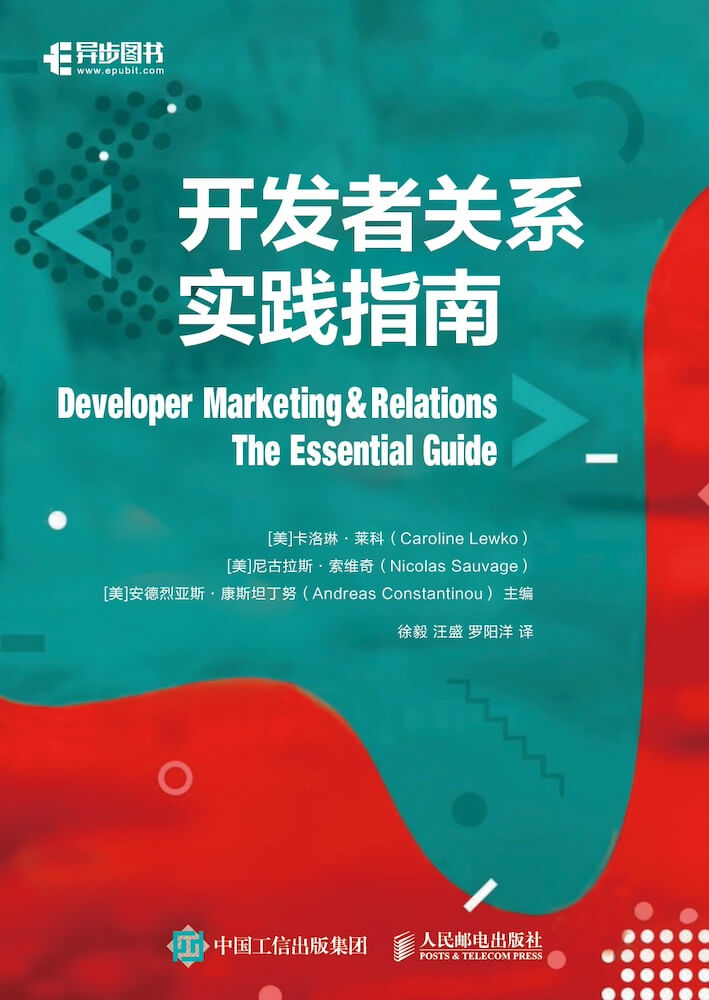 异步图书
www.epubit.com
开发者关系
实践指南
Developer Marketing & Relations
The Essential Guide
[美]卡洛琳·莱科（Caroline Lewko）
[美]尼古拉斯·索维奇（Nicolas Sauvage）
[美]安德烈亚斯·康斯坦丁努（Andreas Constantinou） 主编
徐毅 汪盛 罗阳洋 译
中国工信出版集团
人民邮电出版社
POSTS & TELECOM PRESS